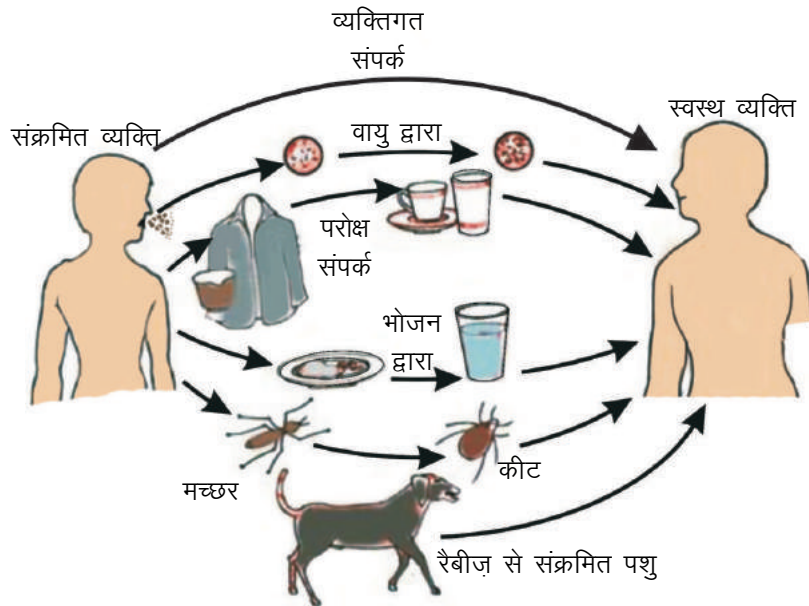 व्यक्तिगत
संपर्क
स्वस्थ व्यक्ति
संक्रमित व्यक्ति
वायु द्वारा
परोक्ष
संपर्क
भोजन
द्वारा
कीट
मच्छर
रैबीज़ से संक्रमित पशु